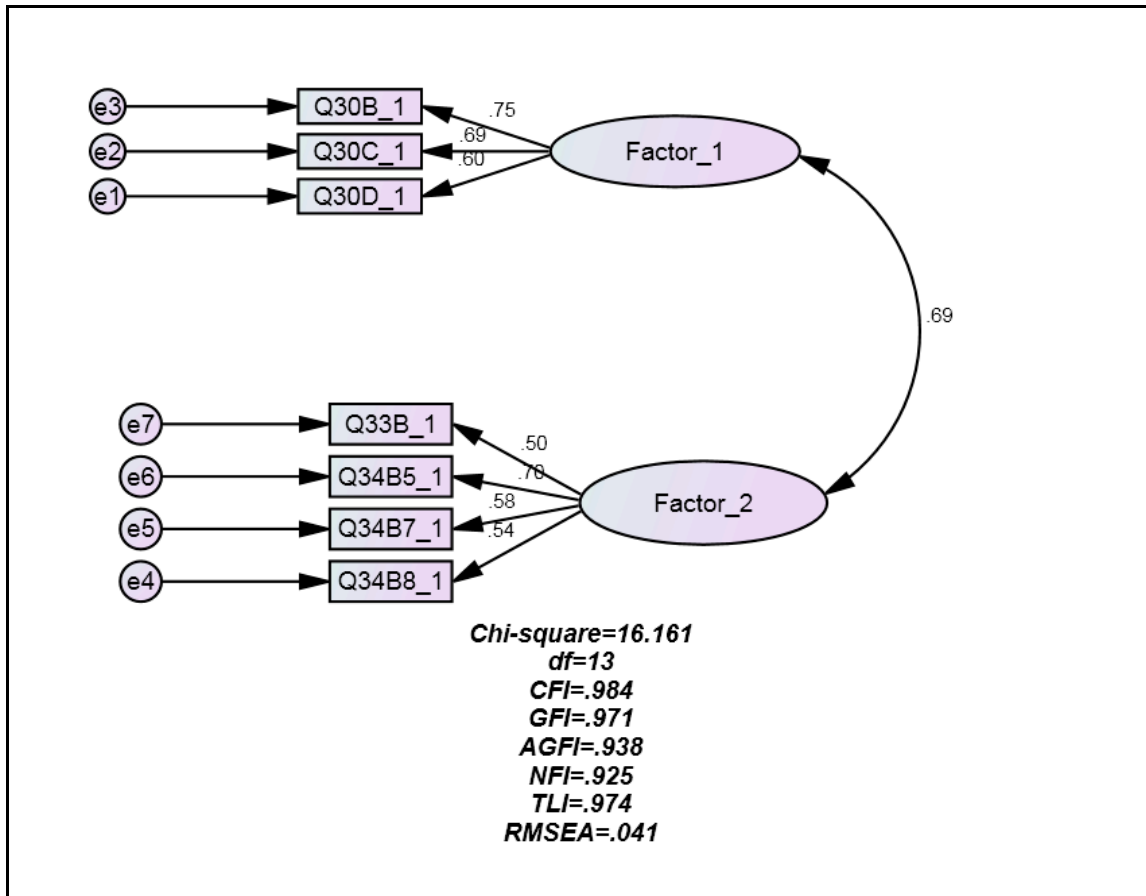 e3
Q30B_1
.75
e2
Q30C_1
.69
Factor_1
e1
Q30D_1
.60
.69
e7
Q33B_1
.50
e6
Q34B5_1
.70
Factor_2
e5
Q34B7_1
.58
e4
Q34B8_1
.54
Chi-square=16.161
df=13
CFI=.984
GFI=.971
AGFI=.938
NFI=.925
TLI=.974
RMSEA=.041